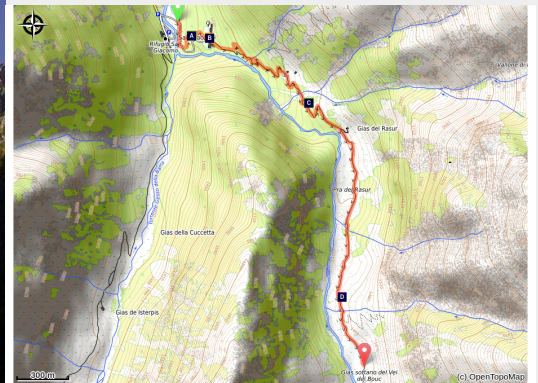 A
B
Rifugio San
Giacomo
C
Gias del Rasur
Pra del Rasur
Gias della Cuccetta
D
Gias de Isterpis
Gias sottano del Vei
del Bouc
300 m
(c) OpenTopoMap